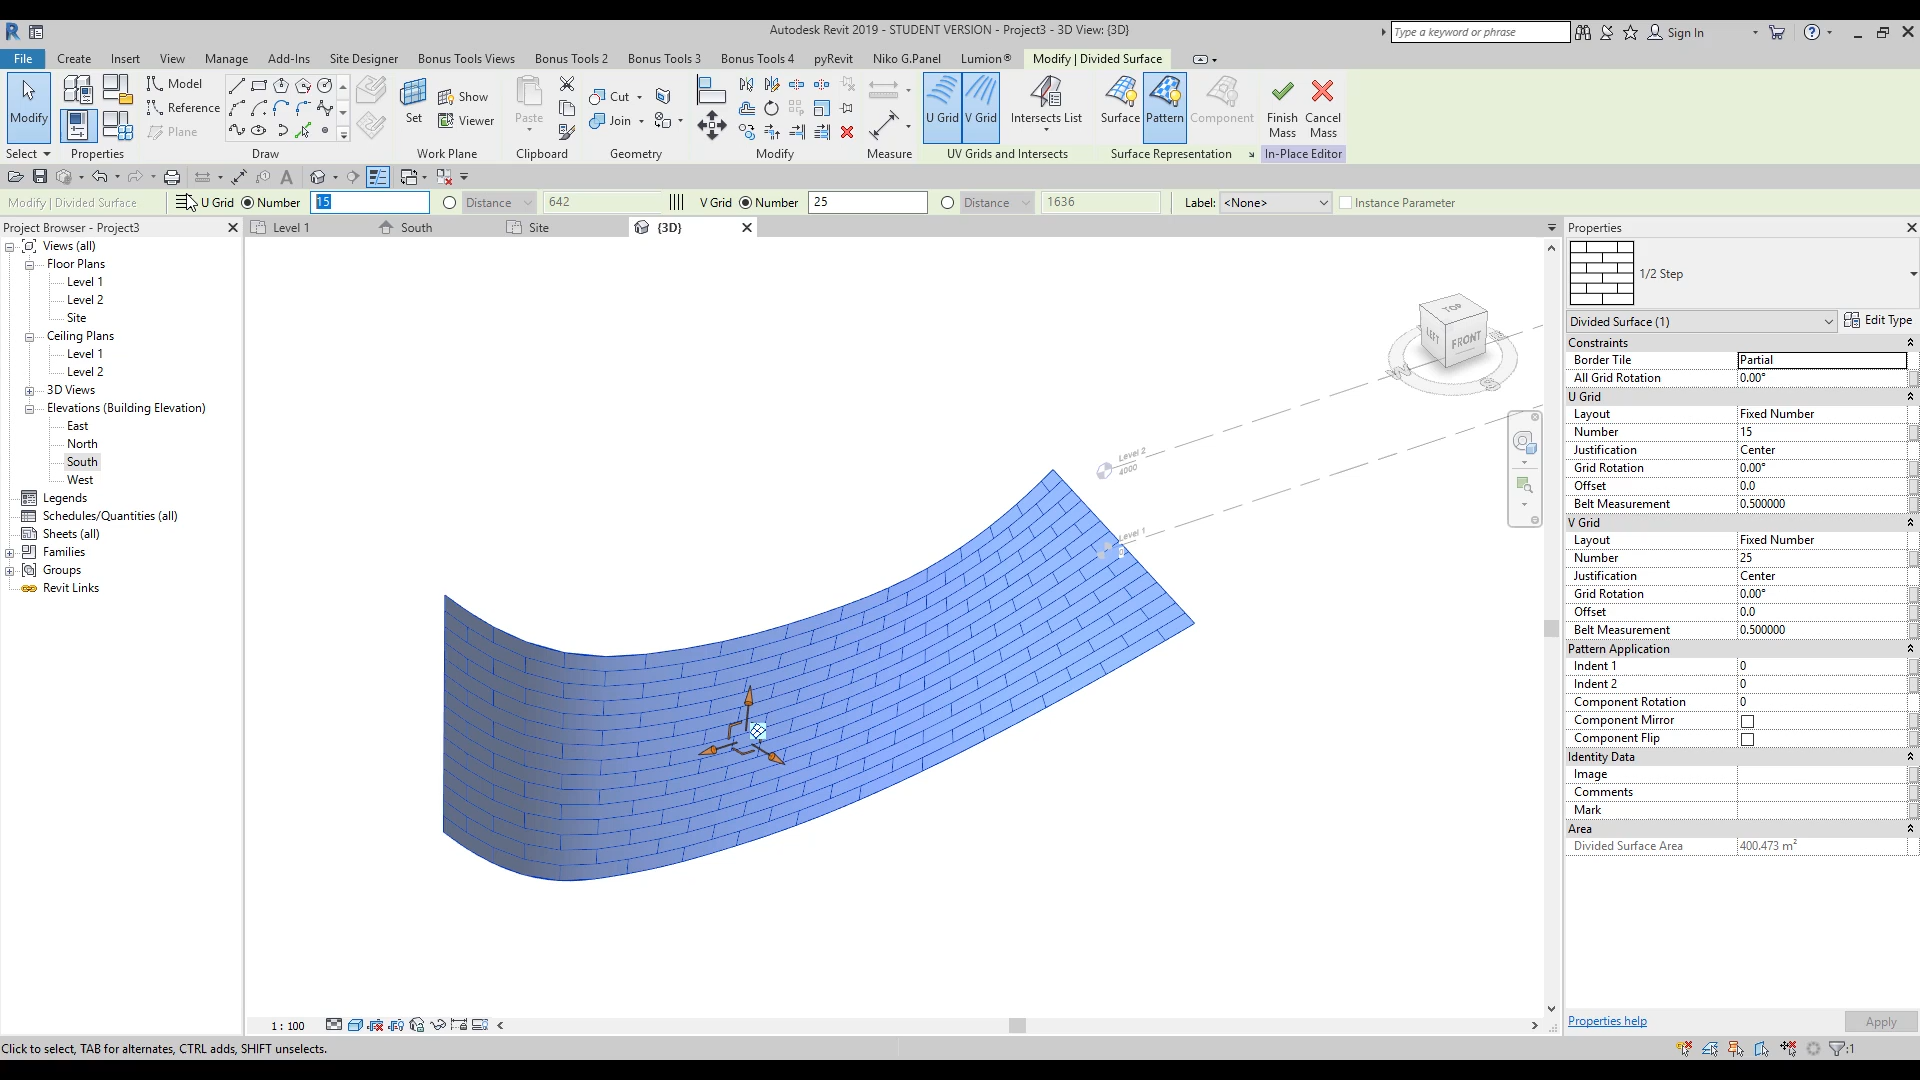 Autodesk Revit 2019 - STUDENT VERSION - Project3 - 3D View: {3D}
Type a keyword or phrase
Sign In
File Create Insert View Manage Add-Ins Site Designer Bonus Tools Views Bonus Tools 2 Bonus Tools 3 Bonus Tools 4 pyRevit Niko G.Panel Lumion® Modify | Divided Surface
Modify Model Reference Plane Set Show Viewer Paste Cut Join U Grid V Grid Intersects List Surface Pattern Component Finish Mass Cancel Mass
Select Properties Draw Work Plane Clipboard Geometry Modify Measure UV Grids and Intersects Surface Representation In-Place Editor
Modify | Divided Surface U Grid Number 15 Distance 642 V Grid Number 25 Distance 1636 Label: <None> Instance Parameter
Project Browser - Project3
Level 1 South Site {3D}
Views (all)
Floor Plans
Level 1
Level 2
Site
Ceiling Plans
Level 1
Level 2
3D Views
Elevations (Building Elevation)
East
North
South
West
Legends
Schedules/Quantities (all)
Sheets (all)
Families
Groups
Revit Links
TOP
LEFT FRONT
Level 2
4000
Level 1
0
1 : 100
Properties
1/2 Step
Divided Surface (1) Edit Type
Constraints
Border Tile Partial
All Grid Rotation 0.00°
U Grid
Layout Fixed Number
Number 15
Justification Center
Grid Rotation 0.00°
Offset 0.0
Belt Measurement 0.500000
V Grid
Layout Fixed Number
Number 25
Justification Center
Grid Rotation 0.00°
Offset 0.0
Belt Measurement 0.500000
Pattern Application
Indent 1 0
Indent 2 0
Component Rotation 0
Component Mirror
Component Flip
Identity Data
Image
Comments
Mark
Area
Divided Surface Area 400.473 m²
Properties help Apply
Click to select, TAB for alternates, CTRL adds, SHIFT unselects.
:1